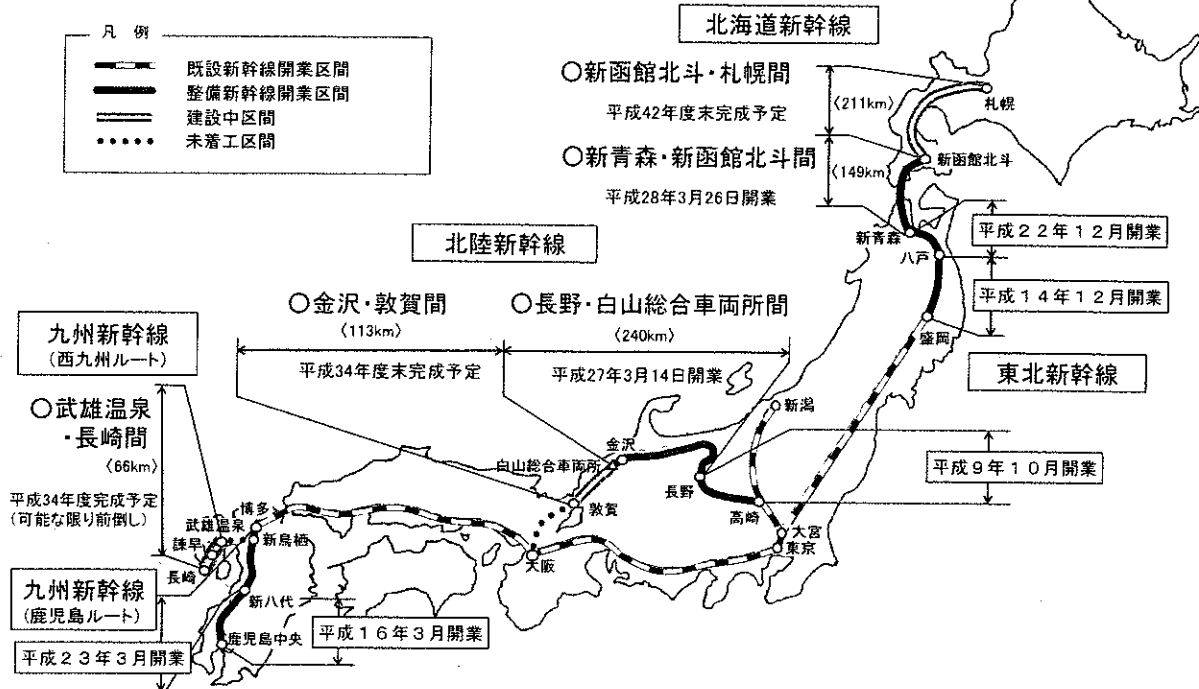 凡 例
既設新幹線開業区間
整備新幹線開業区間
建設中区間
未着工区間
北海道新幹線
○新函館北斗・札幌間
平成42年度末完成予定
〈211km〉
札幌
○新青森・新函館北斗間
平成28年3月26日開業
〈149km〉
新函館北斗
新青森
平成22年12月開業
八戸
平成14年12月開業
盛岡
東北新幹線
北陸新幹線
○金沢・敦賀間
〈113km〉
平成34年度末完成予定
○長野・白山総合車両所間
〈240km〉
平成27年3月14日開業
新潟
金沢
白山総合車両所
長野
平成9年10月開業
敦賀
高崎
大宮
東京
大阪
九州新幹線
(西九州ルート)
○武雄温泉
・長崎間
〈66km〉
平成34年度完成予定
(可能な限り前倒し)
博多
武雄温泉
新鳥栖
諫早
長崎
九州新幹線
(鹿児島ルート)
新八代
平成16年3月開業
鹿児島中央
平成23年3月開業